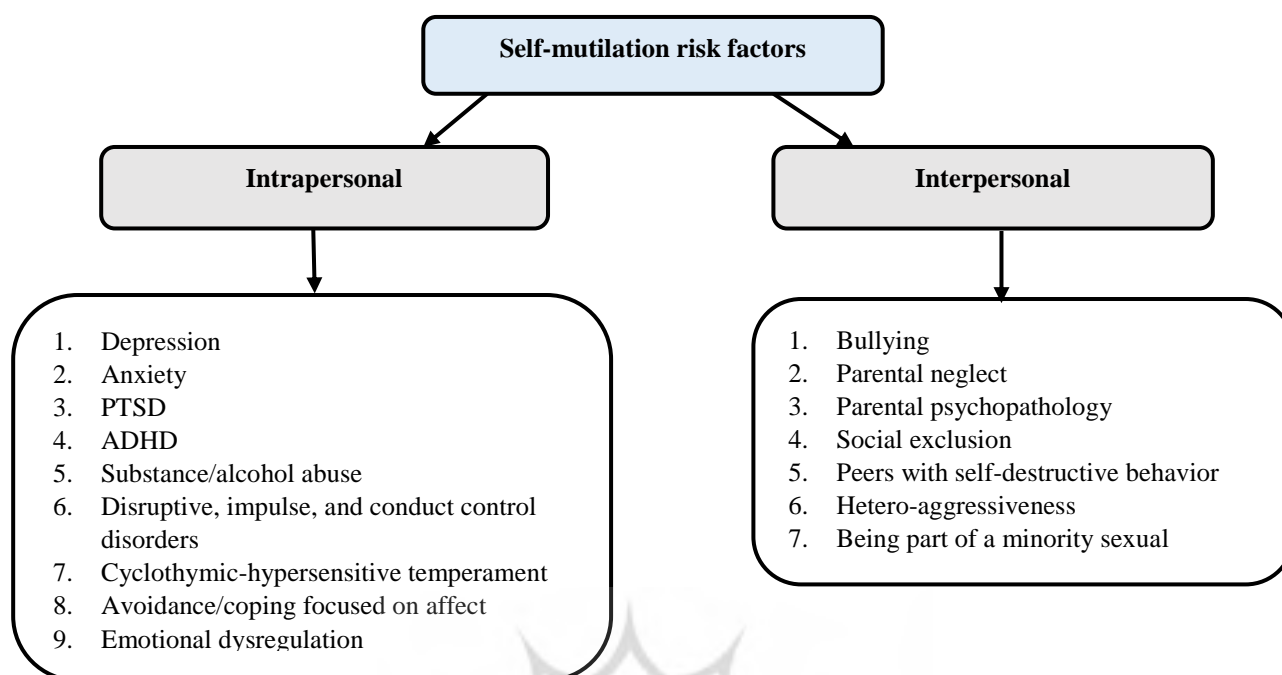 Self-mutilation risk factors
Intrapersonal
Interpersonal
1. Depression
2. Anxiety
3. PTSD
4. ADHD
5. Substance/alcohol abuse
6. Disruptive, impulse, and conduct control
disorders
7. Cyclothymic-hypersensitive temperament
8. Avoidance/coping focused on affect
9. Emotional dysregulation
1. Bullying
2. Parental neglect
3. Parental psychopathology
4. Social exclusion
5. Peers with self-destructive behavior
6. Hetero-aggressiveness
7. Being part of a minority sexual